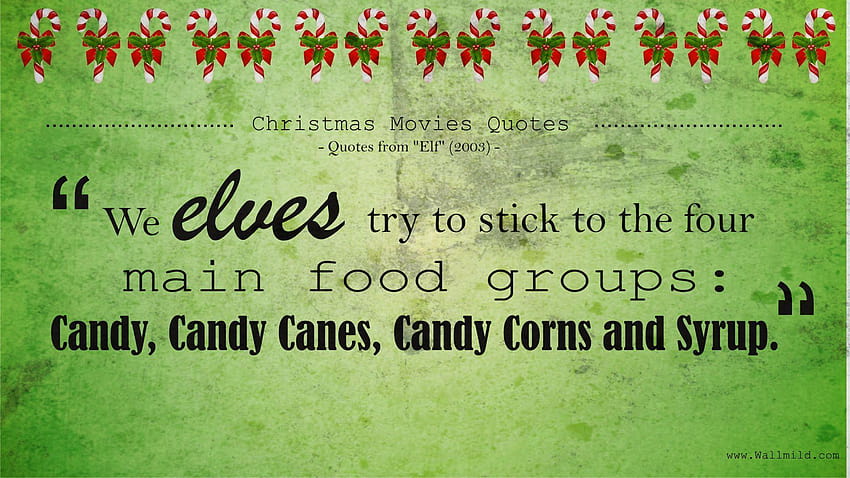 Christmas Movies Quotes
- Quotes from "Elf" (2003) -
“We elves try to stick to the four
main food groups:
Candy, Candy Canes, Candy Corns and Syrup.”
www.Wallmild.com